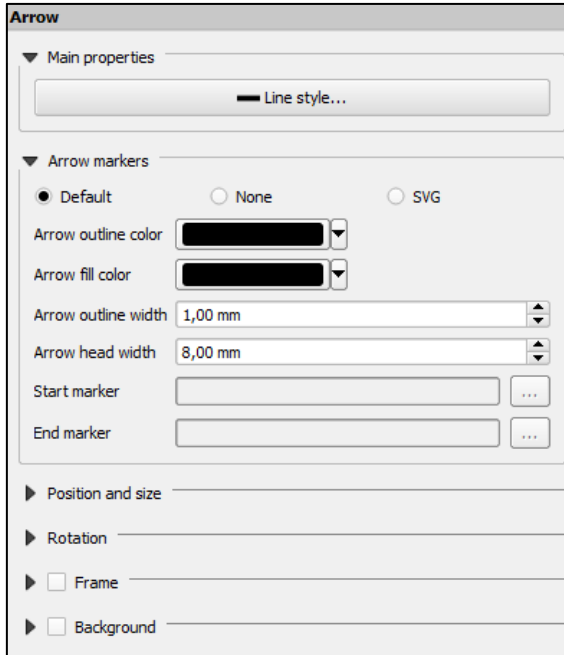 Arrow
Main properties
Line style...
Arrow markers
Default None SVG
Arrow outline color
Arrow fill color
Arrow outline width 1,00 mm
Arrow head width 8,00 mm
Start marker ...
End marker ...
Position and size
Rotation
Frame
Background